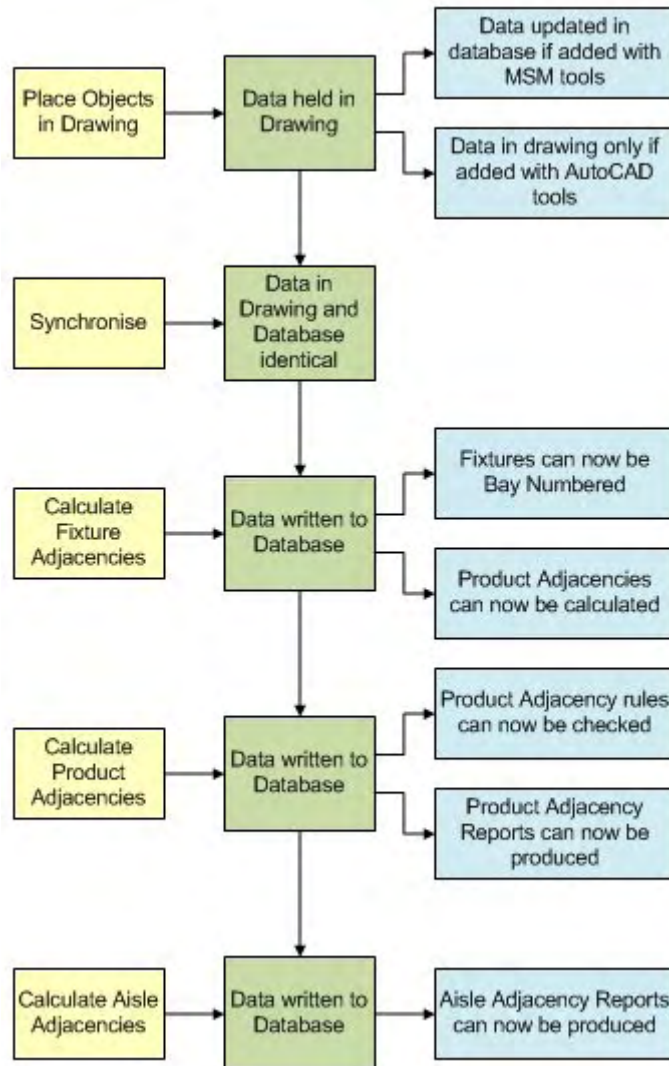 Place Objects
in Drawing
Data held in
Drawing
Data updated in
database if added with
MSM tools
Data in drawing only if
added with AutoCAD
tools
Synchronise
Data in
Drawing and
Database
identical
Calculate
Fixture
Adjacencies
Data written to
Database
Fixtures can now be
Bay Numbered
Product Adjacencies
can now be calculated
Calculate
Product
Adjacencies
Data written to
Database
Product Adjacency rules
can now be checked
Product Adjacency
Reports can now be
produced
Calculate Aisle
Adjacencies
Data written to
Database
Aisle Adjacency Reports
can now be produced